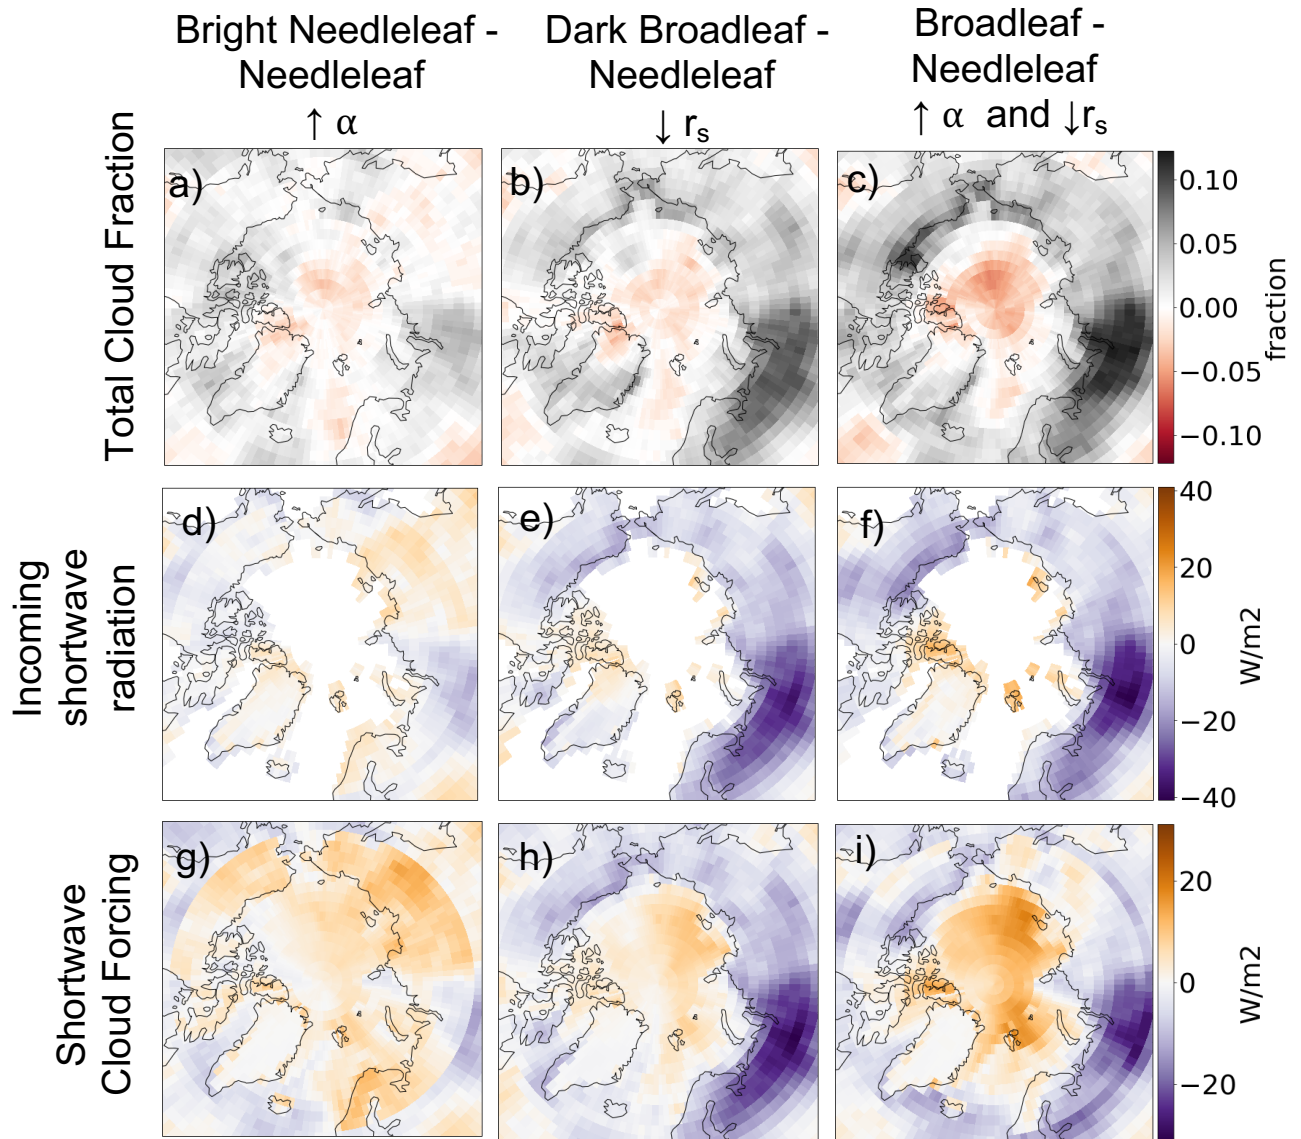 Bright Needleleaf -
Needleleaf
↑ α
Dark Broadleaf -
Needleleaf
↓ rs
Broadleaf -
Needleleaf
↑ α and ↓rs
Total Cloud Fraction
a)
b)
c)
0.10
0.05
0.00
−0.05
−0.10
fraction
Incoming
shortwave
radiation
d)
e)
f)
40
20
0
−20
−40
W/m2
Shortwave
Cloud Forcing
g)
h)
i)
20
0
−20
W/m2